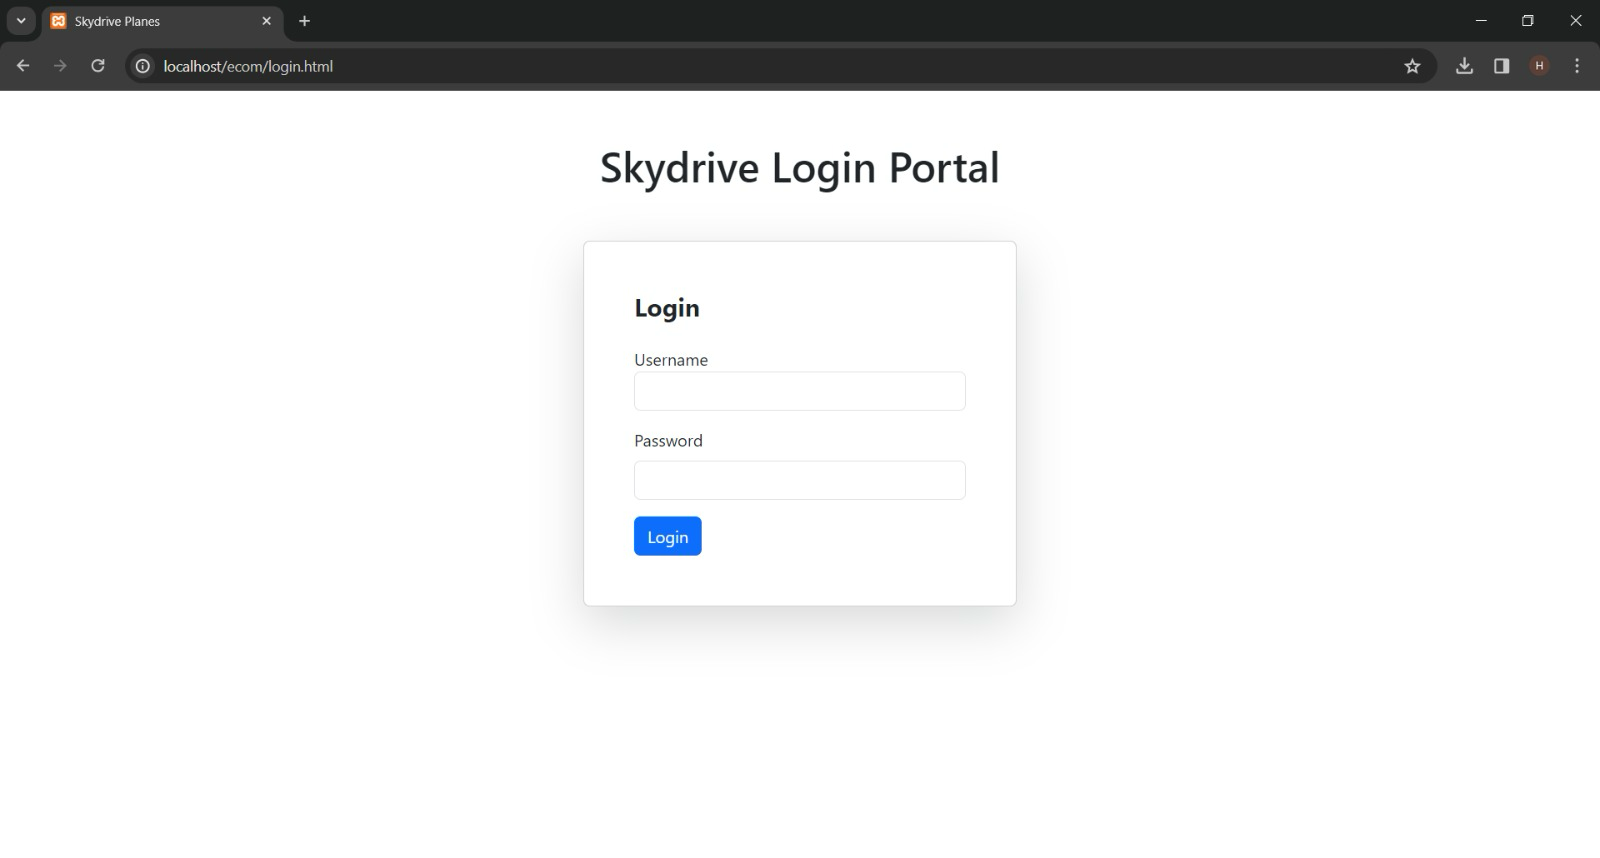 Skydrive Planes
localhost/ecom/login.html
H
Skydrive Login Portal
Login
Username
Password
Login